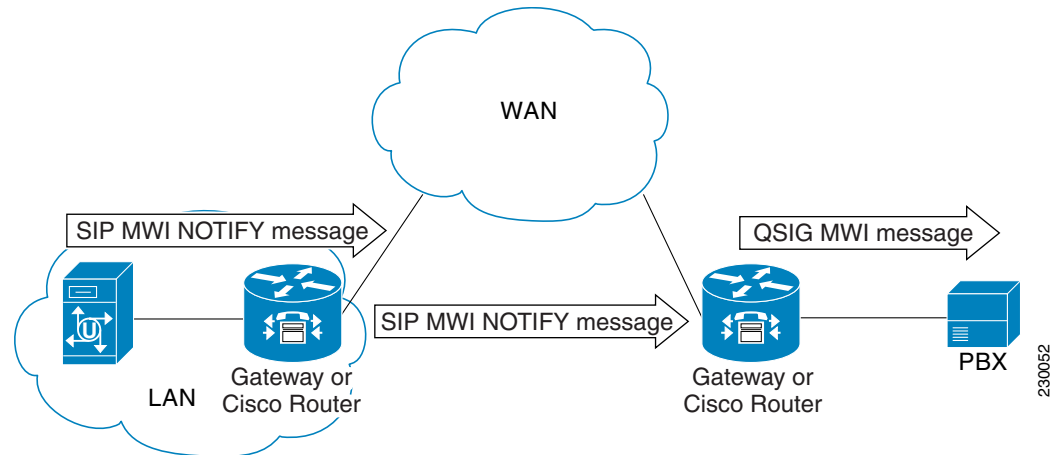 WAN
SIP MWI NOTIFY message
QSIG MWI message
U
SIP MWI NOTIFY message
LAN
Gateway or
Cisco Router
Gateway or
Cisco Router
PBX
230052